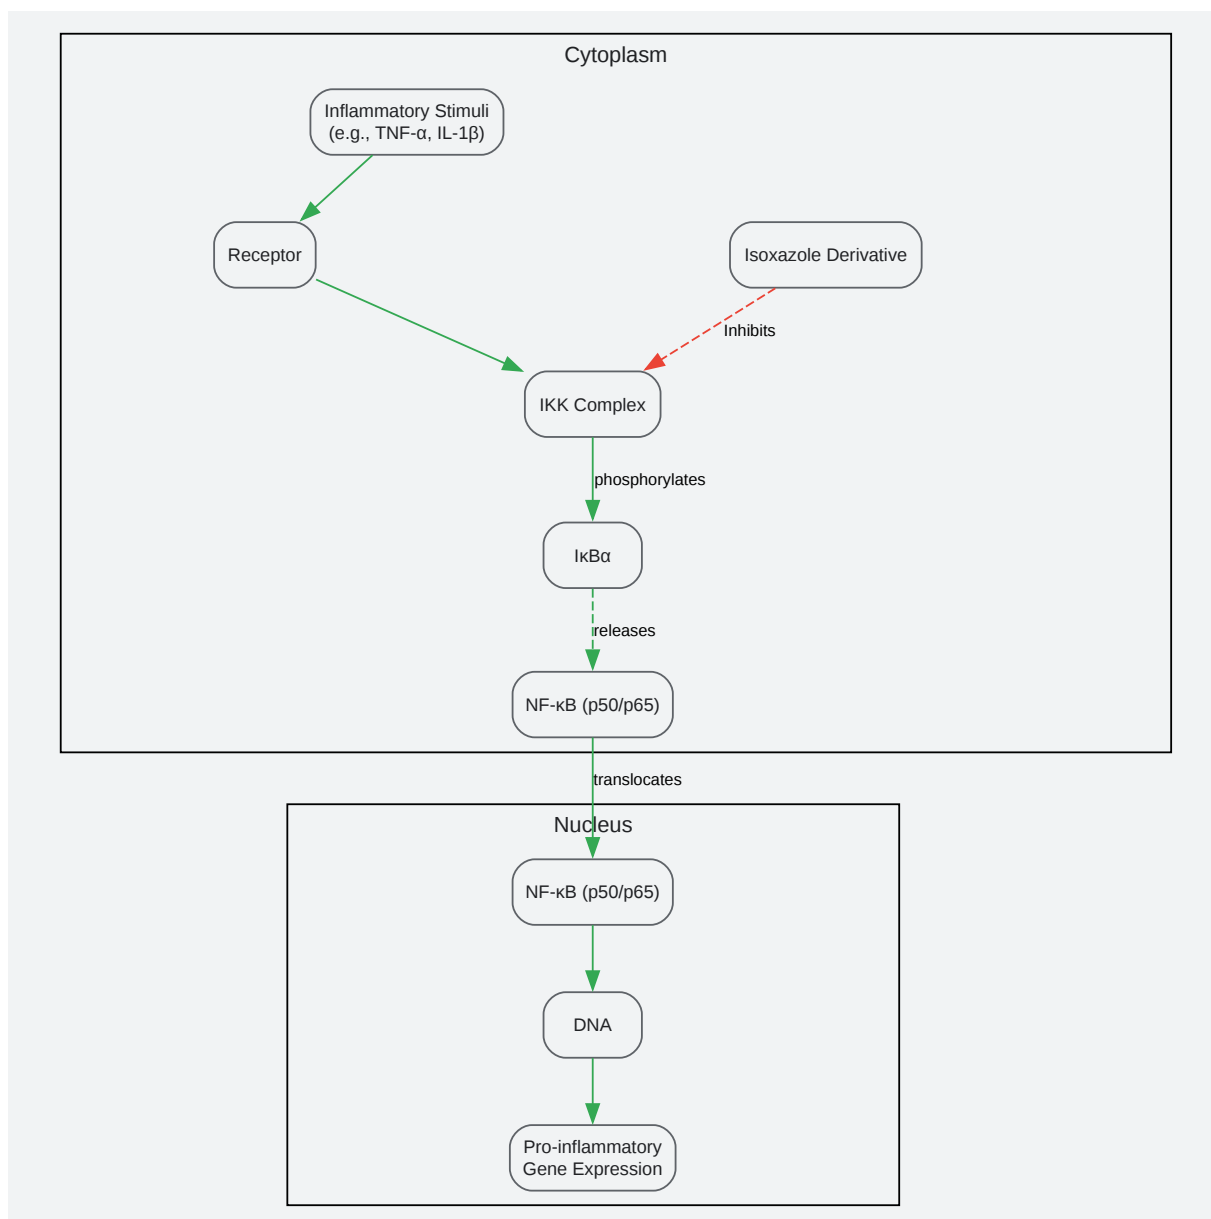 Cytoplasm
Inflammatory Stimuli
(e.g., TNF-α, IL-1β)
Receptor
Isoxazole Derivative
Inhibits
IKK Complex
phosphorylates
IκBα
releases
NF-κB (p50/p65)
translocates
Nucleus
NF-κB (p50/p65)
DNA
Pro-inflammatory
Gene Expression